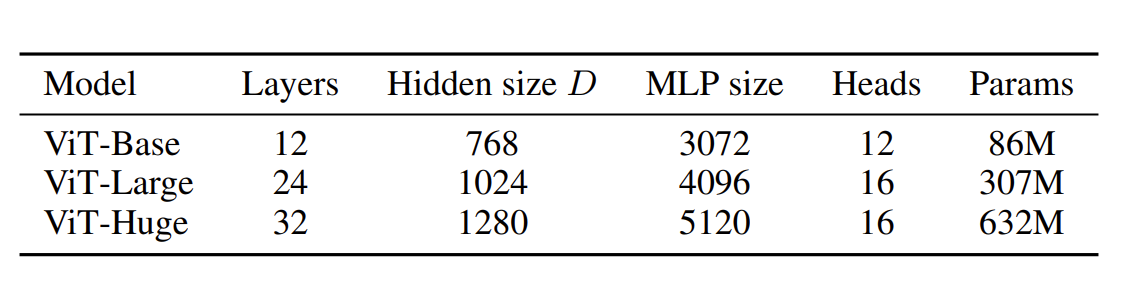 Model Layers Hidden size D MLP size Heads Params
ViT-Base 12 768 3072 12 86M
ViT-Large 24 1024 4096 16 307M
ViT-Huge 32 1280 5120 16 632M